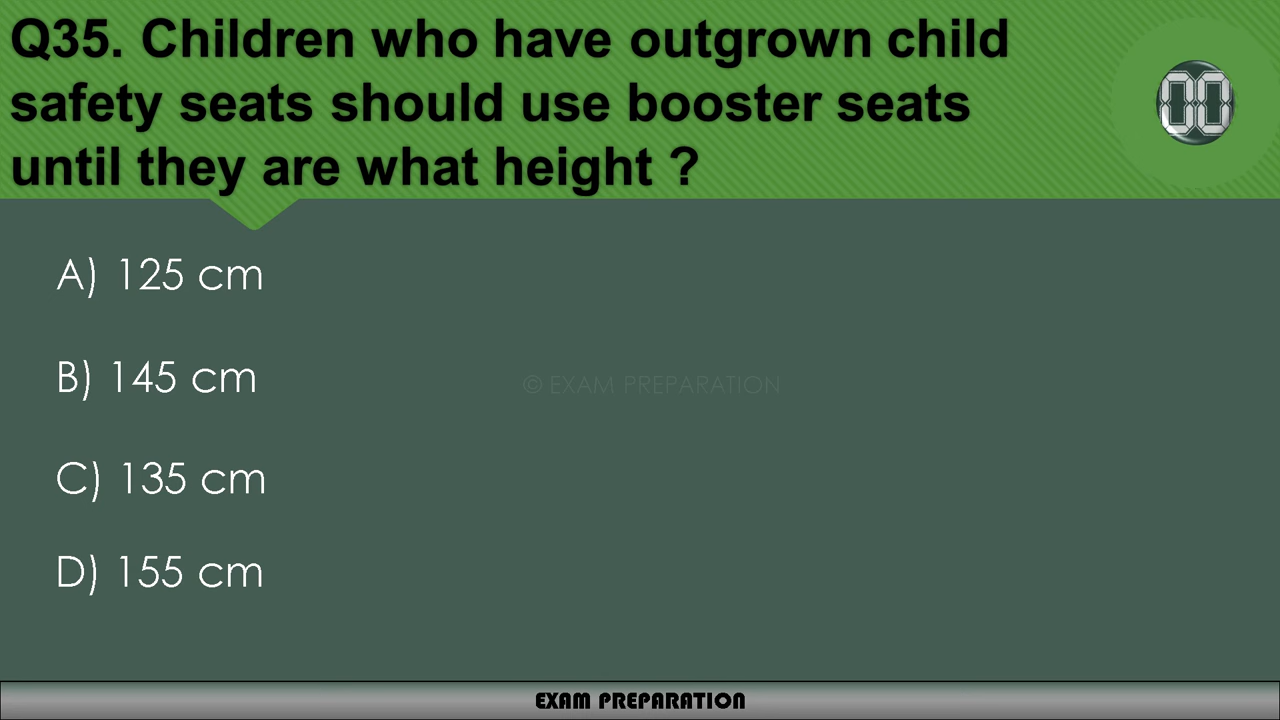 Q35. Children who have outgrown child
safety seats should use booster seats
until they are what height ?
00
A) 125 cm
B) 145 cm
© EXAM PREPARATION
C) 135 cm
D) 155 cm
EXAM PREPARATION